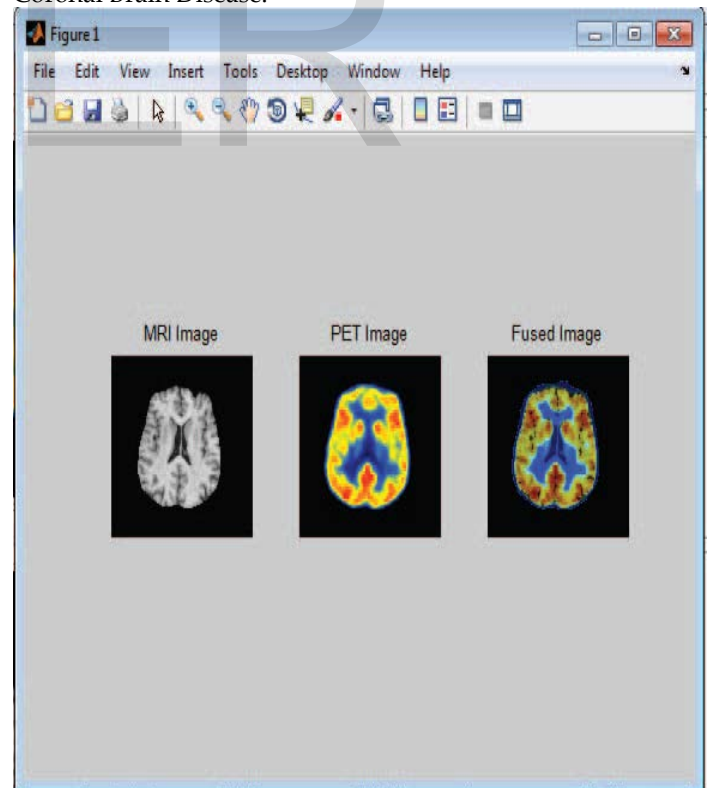 Coronal Brain Disease.
Figure 1
File Edit View Insert Tools Desktop Window Help
MRI Image PET Image Fused Image